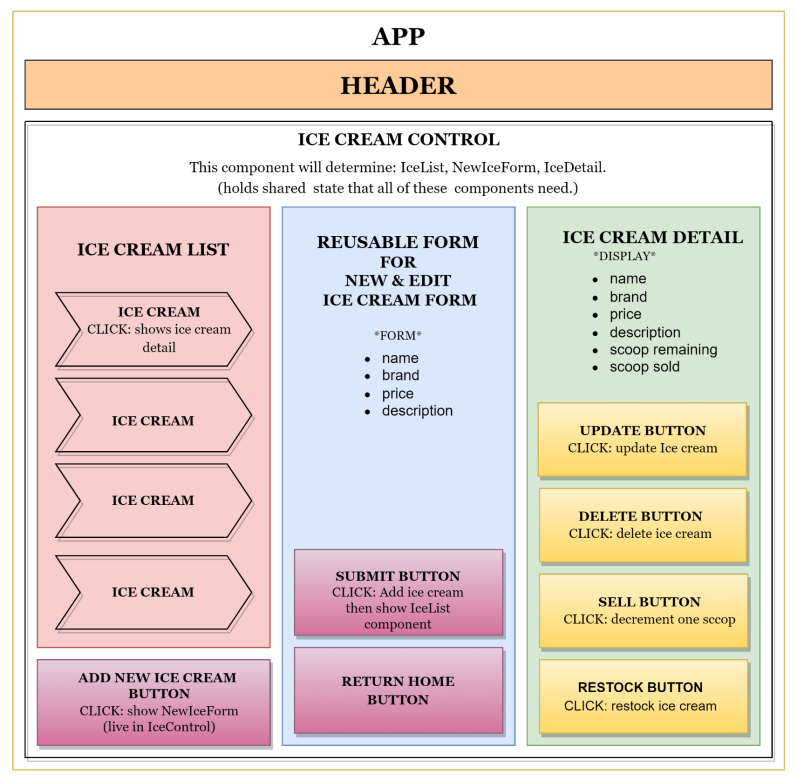 APP
HEADER
ICE CREAM CONTROL
This component will determine: IceList, NewIceForm, IceDetail.
(holds shared state that all of these components need.)
ICE CREAM LIST
ICE CREAM
CLICK: shows ice cream
detail
ICE CREAM
ICE CREAM
ICE CREAM
ADD NEW ICE CREAM
BUTTON
CLICK: show NewIceForm
(live in IceControl)
REUSABLE FORM
FOR
NEW & EDIT
ICE CREAM FORM
*FORM*
• name
• brand
• price
• description
SUBMIT BUTTON
CLICK: Add ice cream
then show IceList
component
RETURN HOME
BUTTON
ICE CREAM DETAIL
*DISPLAY*
• name
• brand
• price
• description
• scoop remaining
• scoop sold
UPDATE BUTTON
CLICK: update Ice cream
DELETE BUTTON
CLICK: delete ice cream
SELL BUTTON
CLICK: decrement one sccop
RESTOCK BUTTON
CLICK: restock ice cream